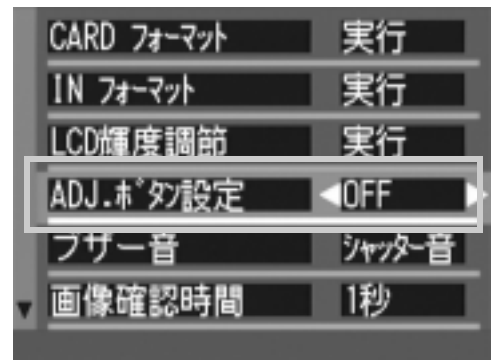 CARD フォーマット 実行
IN フォーマット 実行
LCD輝度調節 実行
ADJ.ボタン設定 ◀OFF ▶
ブザー音 シャッター音
▼ 画像確認時間 1秒